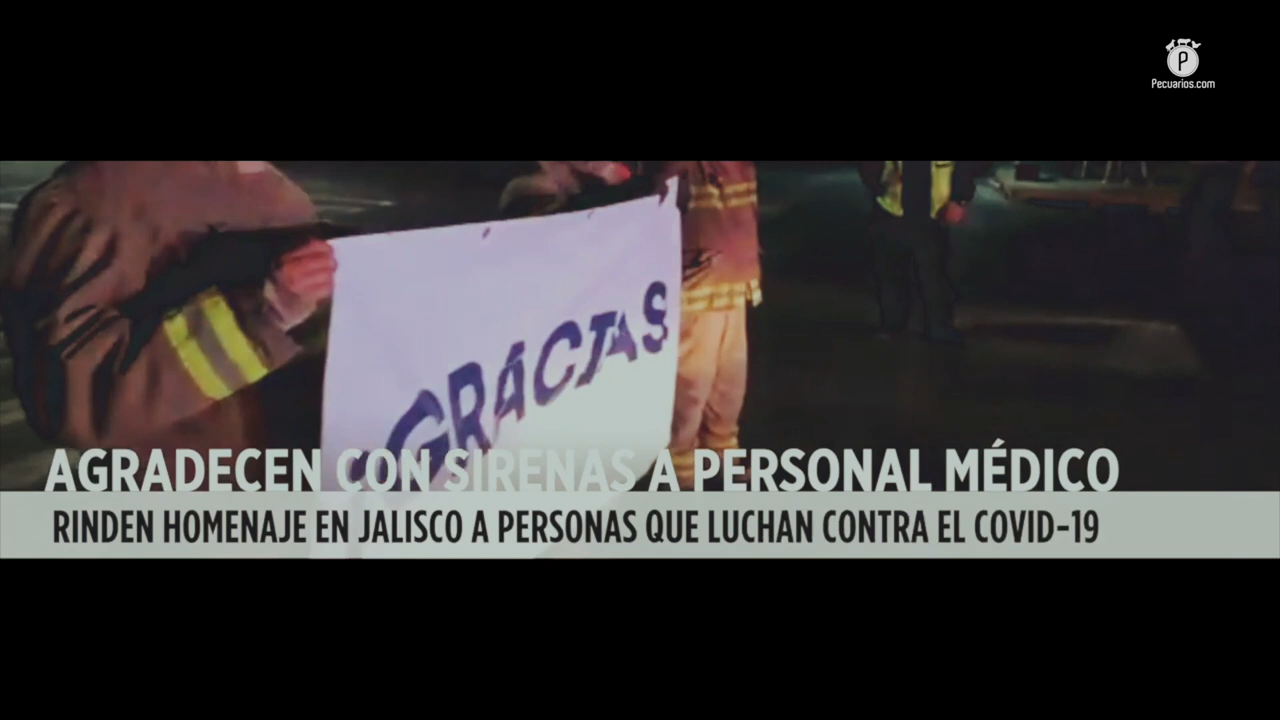 P
Pecuarios.com
GRACIAS
AGRADECEN CON SIRENAS A PERSONAL MÉDICO
RINDEN HOMENAJE EN JALISCO A PERSONAS QUE LUCHAN CONTRA EL COVID-19